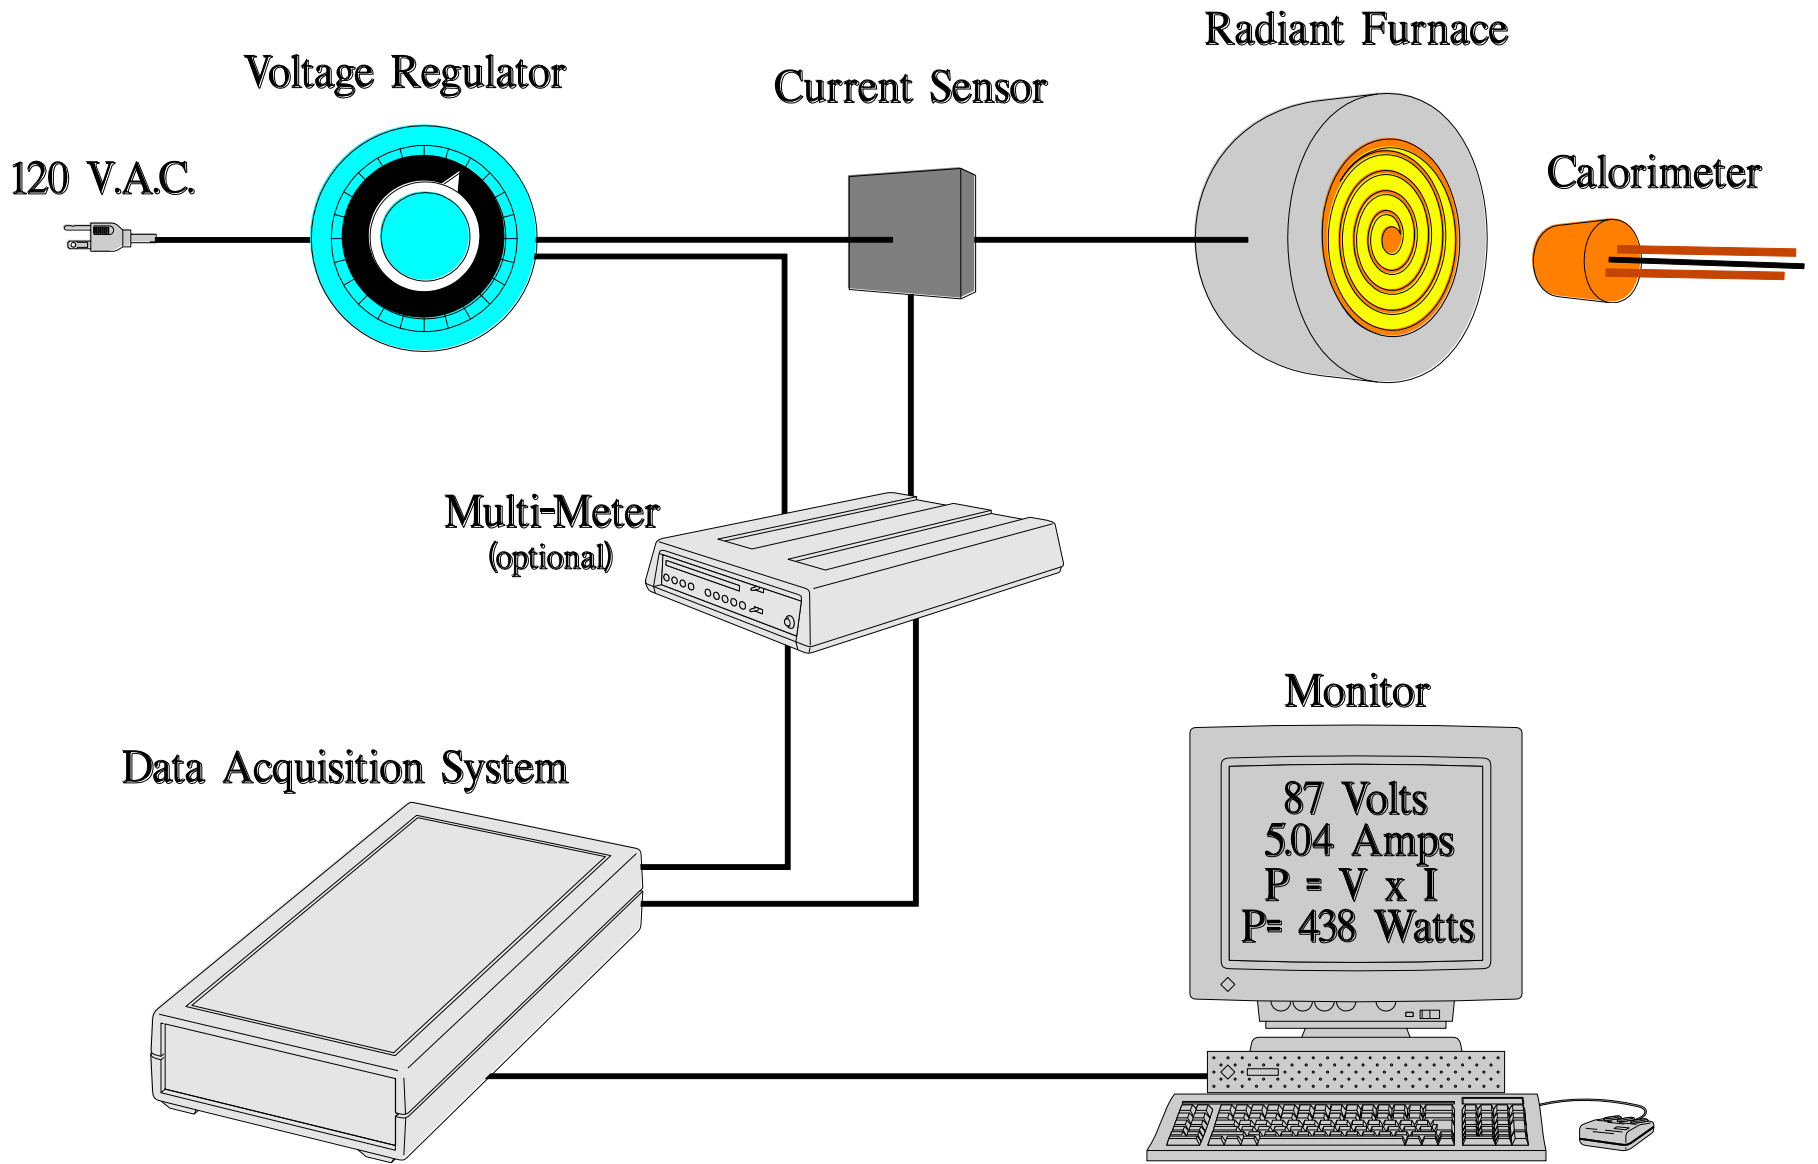 Radiant Furnace
Voltage Regulator
Current Sensor
120 V.A.C.
Calorimeter
Multi-Meter
(optional)
Monitor
Data Acquisition System
87 Volts
5.04 Amps
P = V x I
P= 438 Watts